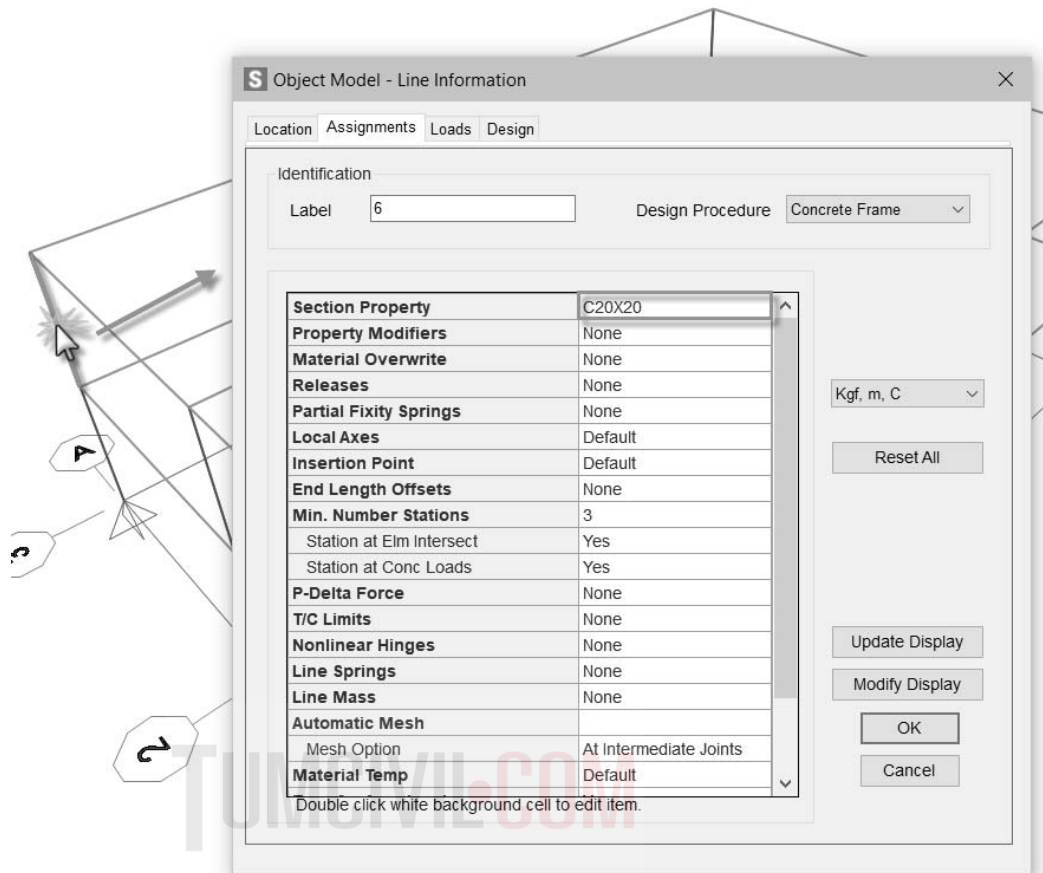 S Object Model - Line Information
Location Assignments Loads Design
Identification
Label 6 Design Procedure Concrete Frame
Section Property C20X20
Property Modifiers None
Material Overwrite None
Releases None
Partial Fixity Springs None
Kgf, m, C
Local Axes Default
Insertion Point Default
Reset All
End Length Offsets None
Min. Number Stations 3
Station at Elm Intersect Yes
Station at Conc Loads Yes
P-Delta Force None
T/C Limits None
Nonlinear Hinges None
Update Display
Line Springs None
Line Mass None
Modify Display
Automatic Mesh
OK
Mesh Option At Intermediate Joints
Material Temp Default
Cancel
Double click white background cell to edit item.
A
2
TUMCIVIL.COM